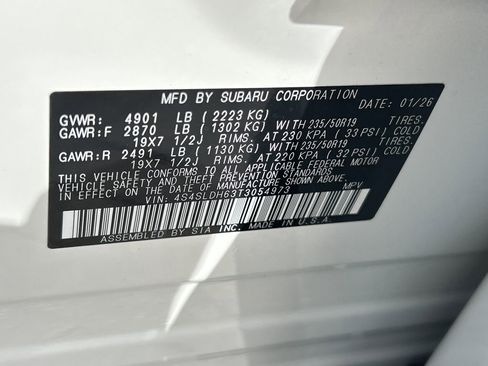 MFD BY SUBARU CORPORATION DATE: 01/26
GVWR: 4901 LB ( 2223 KG)
GAWR:F 2870 LB ( 1302 KG) WITH 235/50R19 TIRES.
19X7 1/2J RIMS. AT 230 KPA ( 33 PSI) COLD.
GAWR:R 2491 LB ( 1130 KG) WITH 235/50R19 TIRES.
19X7 1/2J RIMS. AT 220 KPA ( 32 PSI) COLD.
THIS VEHICLE CONFORMS TO ALL APPLICABLE FEDERAL MOTOR
VEHICLE SAFETY AND THEFT PREVENTION STANDARDS
IN EFFECT ON THE DATE OF MANUFACTURE SHOWN ABOVE.
VIN: 4S4SLDH63T3054973 MPV
ASSEMBLED BY SIA INC. MADE IN U.S.A.